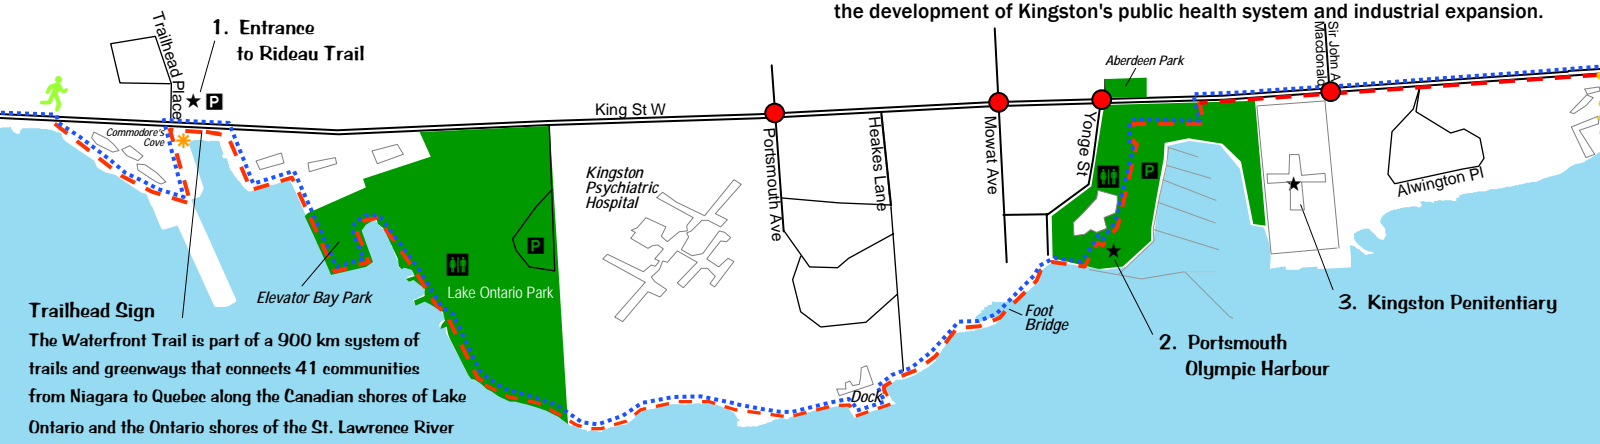 the development of Kingston's public health system and industrial expansion.
Trailhead Place
1. Entrance
to Rideau Trail
P
Commodore's
Cove
King St W
Portsmouth Ave
Heakes Lane
Mowat Ave
Yonge St
Aberdeen Park
Sir John A.
Macdonald
Kingston
Psychiatric
Hospital
P
P
Alwington Pl
Elevator Bay Park
Lake Ontario Park
Foot
Bridge
Dock
2. Portsmouth
Olympic Harbour
3. Kingston Penitentiary
Trailhead Sign
The Waterfront Trail is part of a 900 km system of
trails and greenways that connects 41 communities
from Niagara to Quebec along the Canadian shores of Lake
Ontario and the Ontario shores of the St. Lawrence River